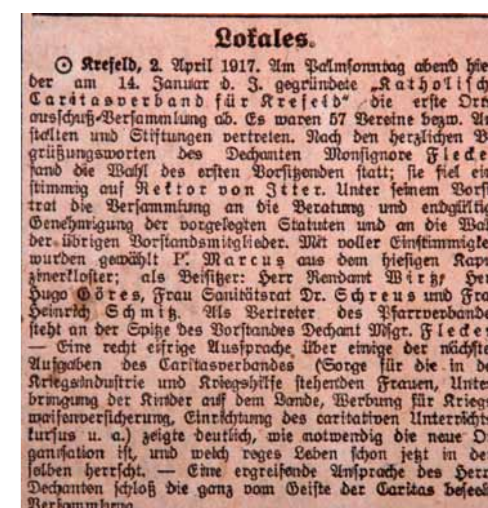 Lokales.
⊙ Krefeld, 2. April 1917. Am Palmsonntag abend hie
der am 14. Januar d. J. gegründete „Katholisch
Caritasverband für Krefeld“ die erste Ort
ausschuß-Versammlung ab. Es waren 57 Vereine bezw. An
stalten und Stiftungen vertreten. Nach den herzlichen Be
grüßungsworten des Dechanten Monsignore Flecke
fand die Wahl des ersten Vorsitzenden statt; sie fiel ein
stimmig auf Rektor von Itter. Unter seinem Vorsi
trat die Versammlung an die Beratung und endgültig
Genehmigung der vorgelegten Statuten und an die Wah
der übrigen Vorstandsmitglieder. Mit voller Einstimmigke
wurden gewählt P. Marcus aus dem hiesigen Kapu
zinerkloster; als Beisitzer: Herr Rendant Wirtz, Her
Hugo Göres, Frau Sanitätsrat Dr. Schreus und Fra
Heinrich Schmitz. Als Vertreter des Pfarrverbande
steht an der Spitze des Vorstandes Dechant Msgr. Flecke
— Eine recht eifrige Aussprache über einige der nächste
Aufgaben des Caritasverbandes (Sorge für die in de
Kriegsindustrie und Kriegshilfe stehenden Frauen, Unter
bringung der Kinder auf dem Lande, Werbung für Kriegs
waisenversicherung, Einrichtung des caritativen Unterrichts
kursus u. a.) zeigte deutlich, wie notwendig die neue Or
ganisation ist, und welch reges Leben schon jetzt in der
selben herrscht. — Eine ergreifende Ansprache des Herr
Dechanten schloß die ganz vom Geiste der Caritas beseel
Versammlung.